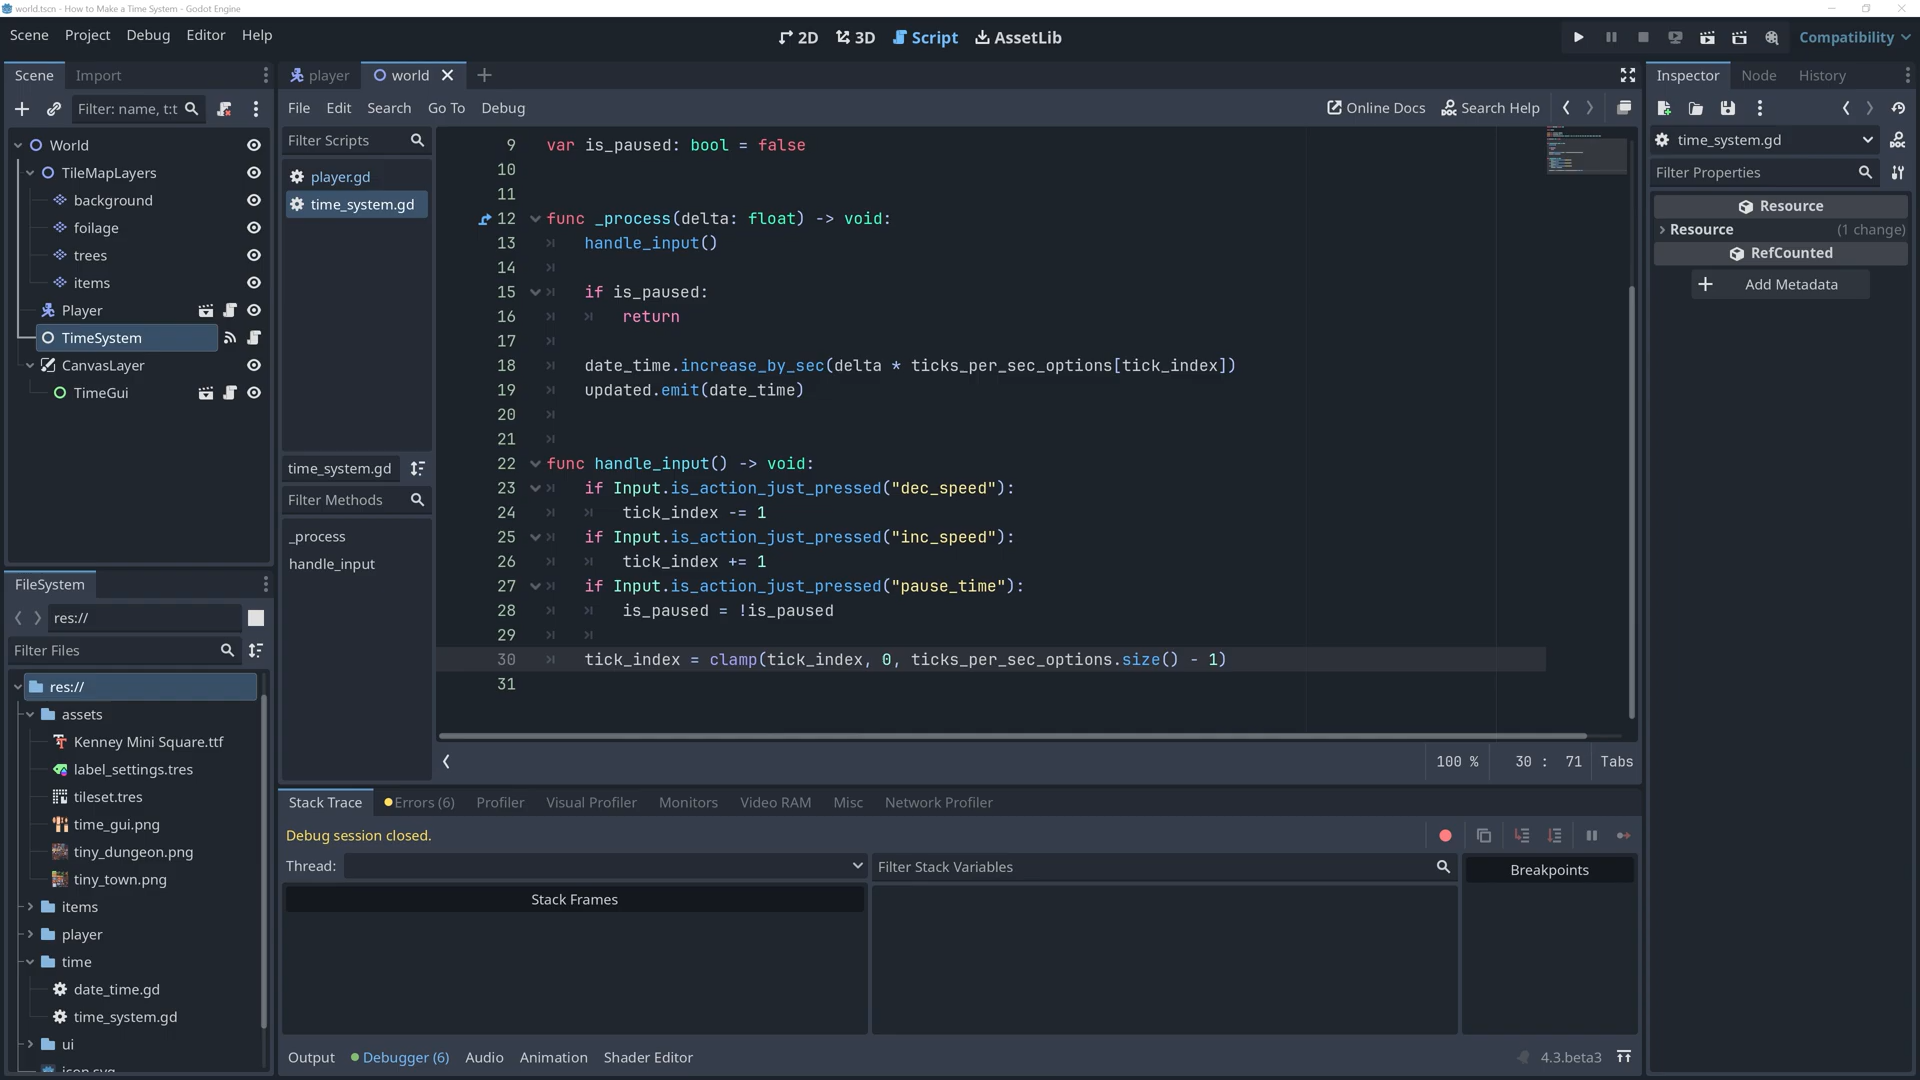 world.tscn - How to Make a Time System - Godot Engine
Scene Project Debug Editor Help
2D 3D Script AssetLib
Compatibility
Scene Import
Filter: name, t:t
World
TileMapLayers
background
foliage
trees
items
Player
TimeSystem
CanvasLayer
TimeGui
FileSystem
res://
Filter Files
res://
assets
Kenney Mini Square.ttf
label_settings.tres
tileset.tres
time_gui.png
tiny_dungeon.png
tiny_town.png
items
player
time
date_time.gd
time_system.gd
ui
icon.svg
player world
File Edit Search Go To Debug
Online Docs Search Help
Filter Scripts
player.gd
time_system.gd
time_system.gd
Filter Methods
_process
handle_input
9 var is_paused: bool = false
10
11
12 func _process(delta: float) -> void:
13 handle_input()
14
15 if is_paused:
16 return
17
18 date_time.increase_by_sec(delta * ticks_per_sec_options[tick_index])
19 updated.emit(date_time)
20
21
22 func handle_input() -> void:
23 if Input.is_action_just_pressed("dec_speed"):
24 tick_index -= 1
25 if Input.is_action_just_pressed("inc_speed"):
26 tick_index += 1
27 if Input.is_action_just_pressed("pause_time"):
28 is_paused = !is_paused
29
30 tick_index = clamp(tick_index, 0, ticks_per_sec_options.size() - 1)
31
100 % 30 : 71 Tabs
Stack Trace Errors (6) Profiler Visual Profiler Monitors Video RAM Misc Network Profiler
Debug session closed.
Thread:
Filter Stack Variables
Breakpoints
Stack Frames
Output Debugger (6) Audio Animation Shader Editor
4.3.beta3
Inspector Node History
time_system.gd
Filter Properties
Resource
Resource (1 change)
RefCounted
Add Metadata